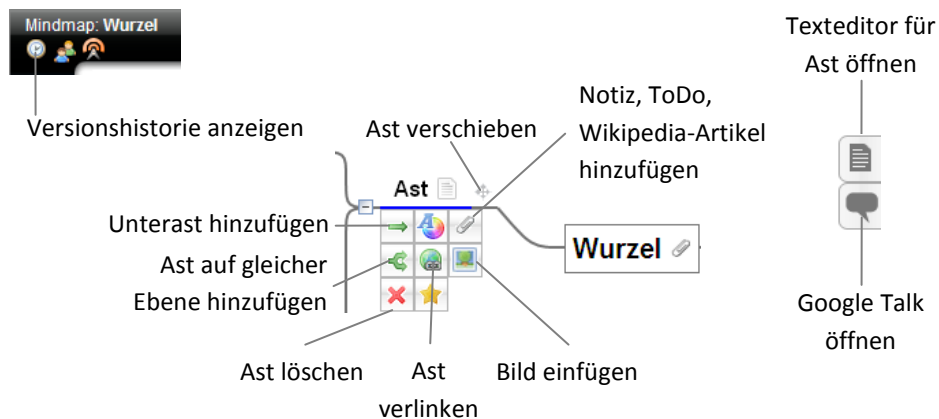 Mindmap: Wurzel
Versionshistorie anzeigen
Ast verschieben
Notiz, ToDo,
Wikipedia-Artikel
hinzufügen
Texteditor für
Ast öffnen
Ast
Unterast hinzufügen
Ast auf gleicher
Ebene hinzufügen
Wurzel
Ast löschen
Ast
verlinken
Bild einfügen
Google Talk
öffnen